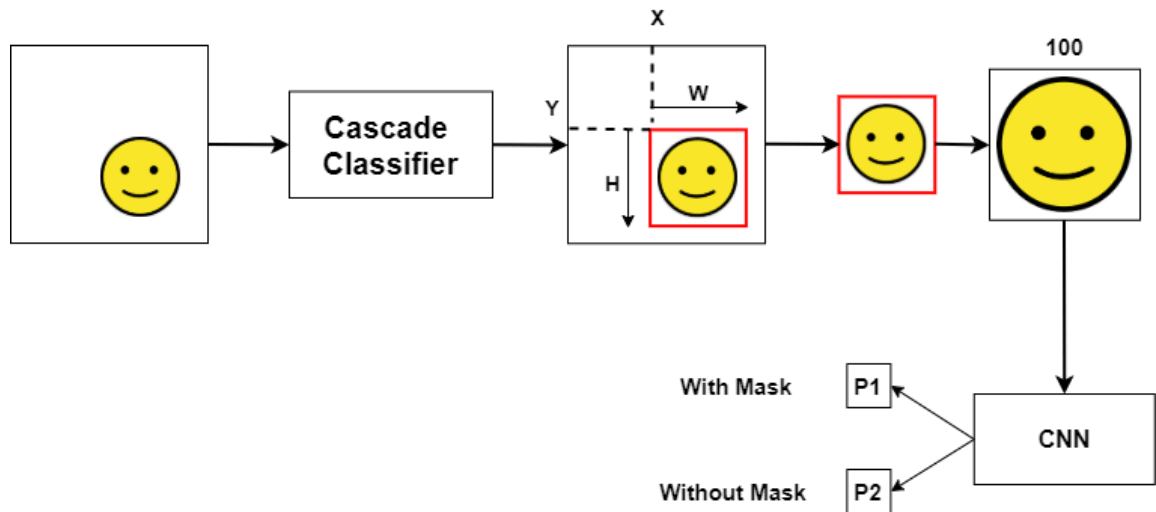 X
100
W
Y
Cascade
Classifier
H
With Mask
P1
CNN
Without Mask
P2